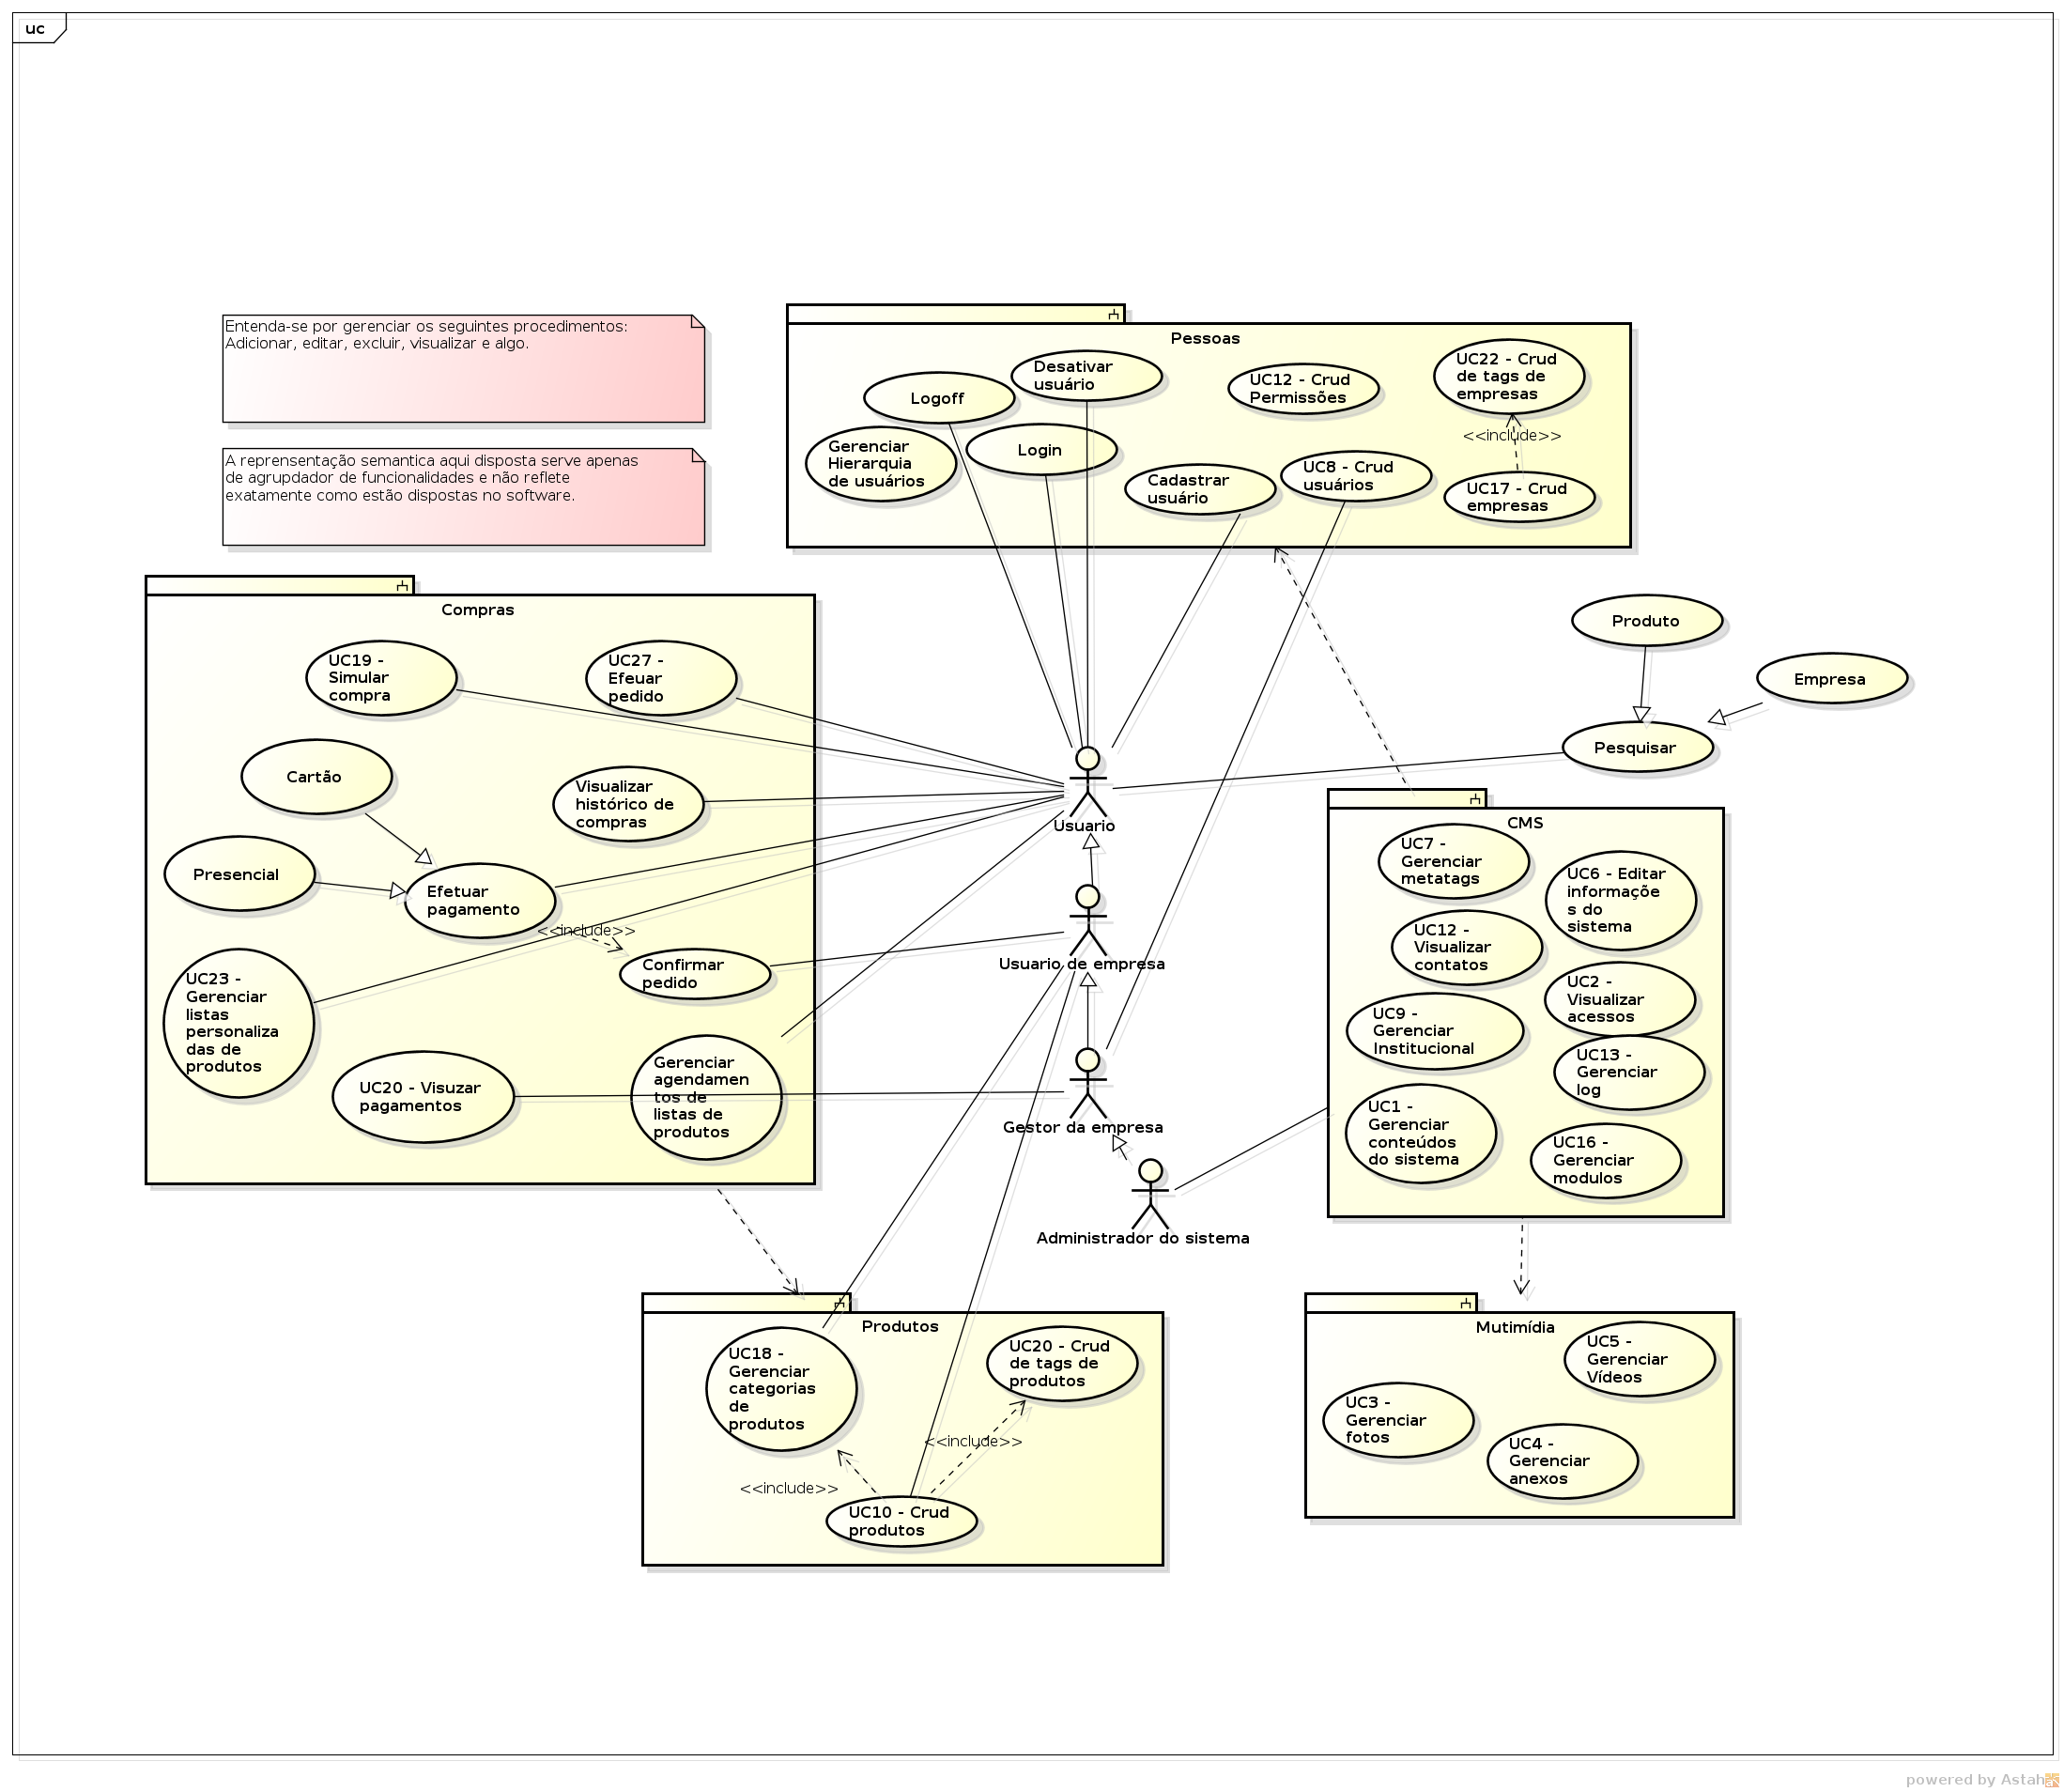 uc
Entenda-se por gerenciar os seguintes procedimentos:
Adicionar, editar, excluir, visualizar e algo.
A reprensentação semantica aqui disposta serve apenas
de agrupdador de funcionalidades e não reflete
exatamente como estão dispostas no software.
Pessoas
Logoff
Desativar
usuário
UC12 - Crud
Permissões
UC22 - Crud
de tags de
empresas
<<include>>
Gerenciar
Hierarquia
de usuários
Login
Cadastrar
usuário
UC8 - Crud
usuários
UC17 - Crud
empresas
Compras
UC19 -
Simular
compra
UC27 -
Efeuar
pedido
Cartão
Visualizar
histórico de
compras
Presencial
Efetuar
pagamento
<<include>>
Confirmar
pedido
UC23 -
Gerenciar
listas
personaliza
das de
produtos
UC20 - Visuzar
pagamentos
Gerenciar
agendamen
tos de
listas de
produtos
Usuario
Usuario de empresa
Gestor da empresa
Administrador do sistema
Produto
Empresa
Pesquisar
CMS
UC7 -
Gerenciar
metatags
UC6 - Editar
informaçõe
s do
sistema
UC12 -
Visualizar
contatos
UC2 -
Visualizar
acessos
UC9 -
Gerenciar
Institucional
UC13 -
Gerenciar
log
UC1 -
Gerenciar
conteúdos
do sistema
UC16 -
Gerenciar
modulos
Produtos
UC18 -
Gerenciar
categorias
de
produtos
UC20 - Crud
de tags de
produtos
<<include>>
<<include>>
UC10 - Crud
produtos
Mutimídia
UC5 -
Gerenciar
Vídeos
UC3 -
Gerenciar
fotos
UC4 -
Gerenciar
anexos
powered by Astah